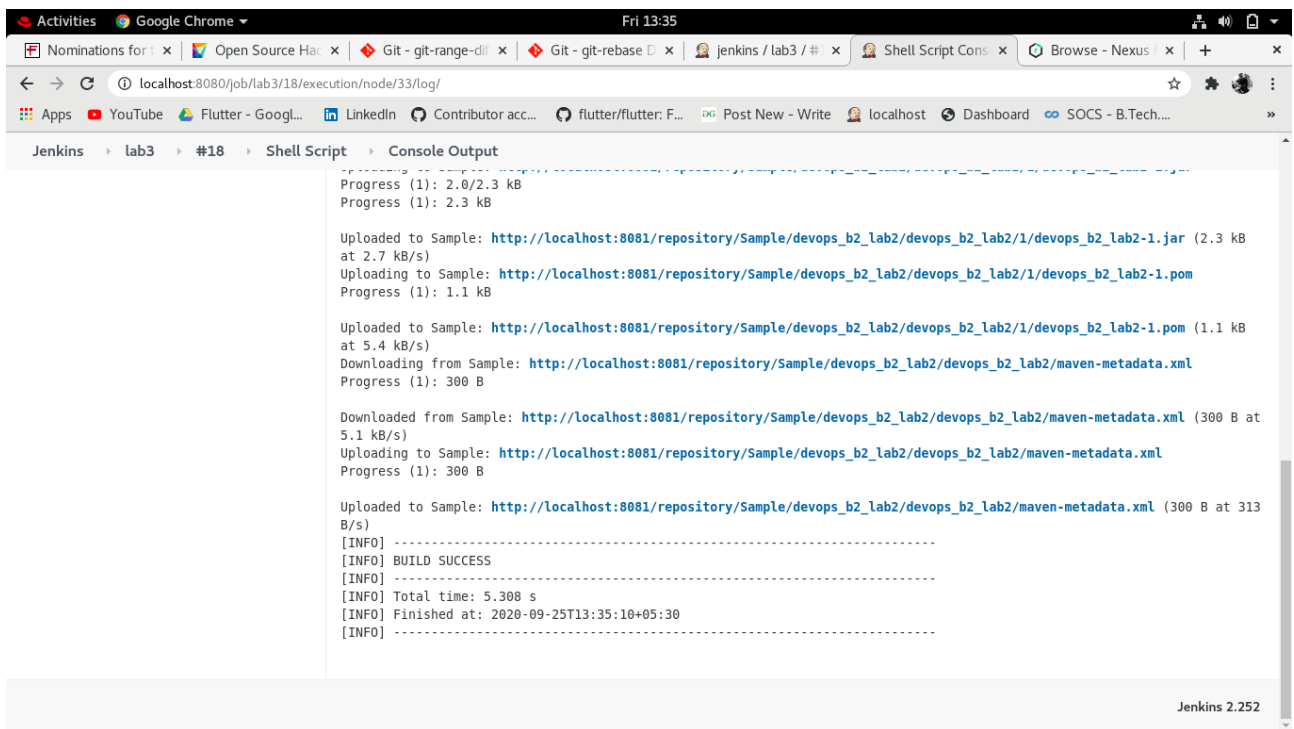 Activities Google Chrome Fri 13:35
Nominations for t Open Source Hac Git - git-range-dif Git - git-rebase D jenkins / lab3 / #1 Shell Script Cons Browse - Nexus
localhost:8080/job/lab3/18/execution/node/33/log/
Apps YouTube Flutter - Googl... LinkedIn Contributor acc... flutter/flutter: F... Post New - Write localhost Dashboard SOCS - B.Tech.... »
Jenkins lab3 #18 Shell Script Console Output
Progress (1): 2.0/2.3 kB
Progress (1): 2.3 kB
Uploaded to Sample: http://localhost:8081/repository/Sample/devops_b2_lab2/devops_b2_lab2/1/devops_b2_lab2-1.jar (2.3 kB
at 2.7 kB/s)
Uploading to Sample: http://localhost:8081/repository/Sample/devops_b2_lab2/devops_b2_lab2/1/devops_b2_lab2-1.pom
Progress (1): 1.1 kB
Uploaded to Sample: http://localhost:8081/repository/Sample/devops_b2_lab2/devops_b2_lab2/1/devops_b2_lab2-1.pom (1.1 kB
at 5.4 kB/s)
Downloading from Sample: http://localhost:8081/repository/Sample/devops_b2_lab2/devops_b2_lab2/maven-metadata.xml
Progress (1): 300 B
Downloaded from Sample: http://localhost:8081/repository/Sample/devops_b2_lab2/devops_b2_lab2/maven-metadata.xml (300 B at
5.1 kB/s)
Uploading to Sample: http://localhost:8081/repository/Sample/devops_b2_lab2/devops_b2_lab2/maven-metadata.xml
Progress (1): 300 B
Uploaded to Sample: http://localhost:8081/repository/Sample/devops_b2_lab2/devops_b2_lab2/maven-metadata.xml (300 B at 313
B/s)
[INFO] ------------------------------------------------------------------------
[INFO] BUILD SUCCESS
[INFO] ------------------------------------------------------------------------
[INFO] Total time: 5.308 s
[INFO] Finished at: 2020-09-25T13:35:10+05:30
[INFO] ------------------------------------------------------------------------
Jenkins 2.252